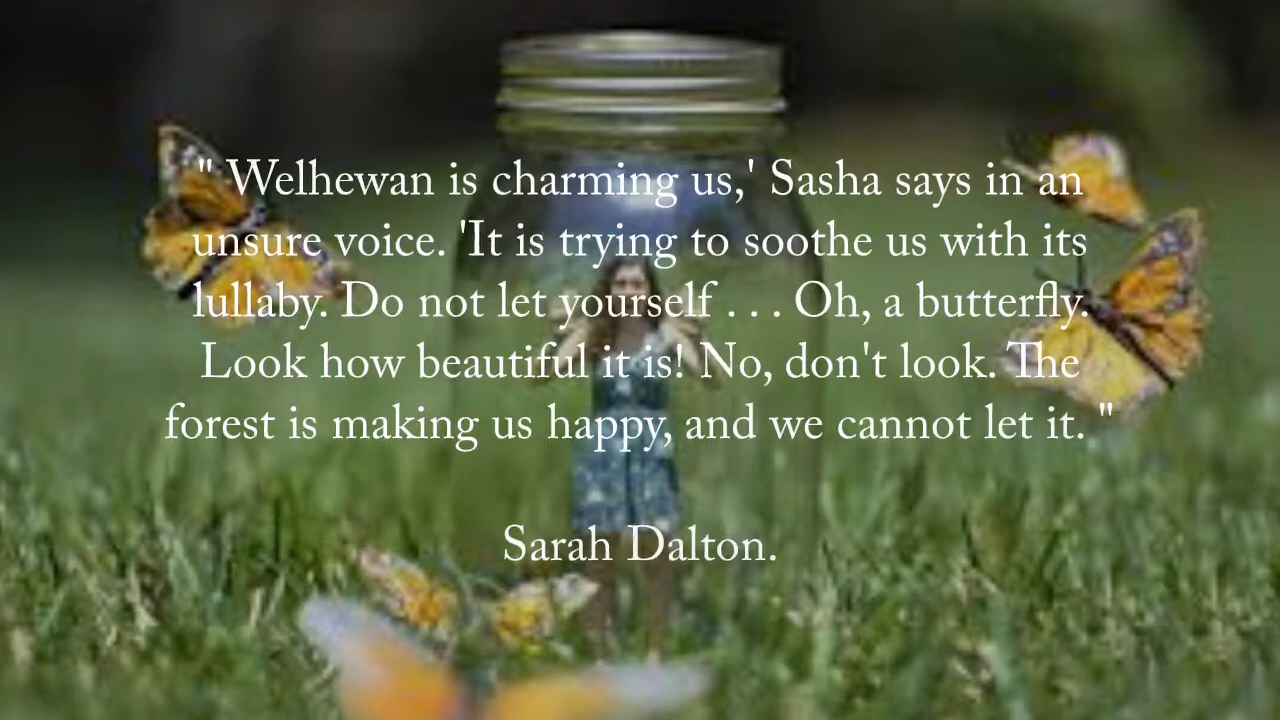 " Welhewan is charming us,' Sasha says in an
unsure voice. 'It is trying to soothe us with its
lullaby. Do not let yourself . . . Oh, a butterfly.
Look how beautiful it is! No, don't look. The
forest is making us happy, and we cannot let it. "
Sarah Dalton.